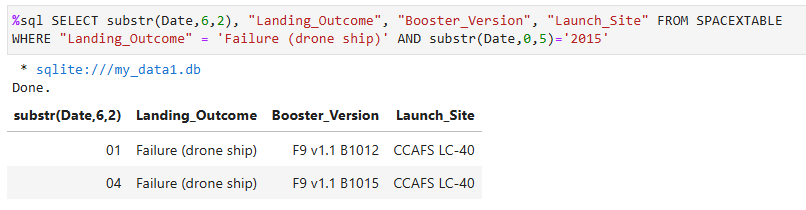 %sql SELECT substr(Date,6,2), "Landing_Outcome", "Booster_Version", "Launch_Site" FROM SPACEXTABLE
WHERE "Landing_Outcome" = 'Failure (drone ship)' AND substr(Date,0,5)='2015'
* sqlite:///my_data1.db
Done.
substr(Date,6,2) Landing_Outcome Booster_Version Launch_Site
01 Failure (drone ship) F9 v1.1 B1012 CCAFS LC-40
04 Failure (drone ship) F9 v1.1 B1015 CCAFS LC-40